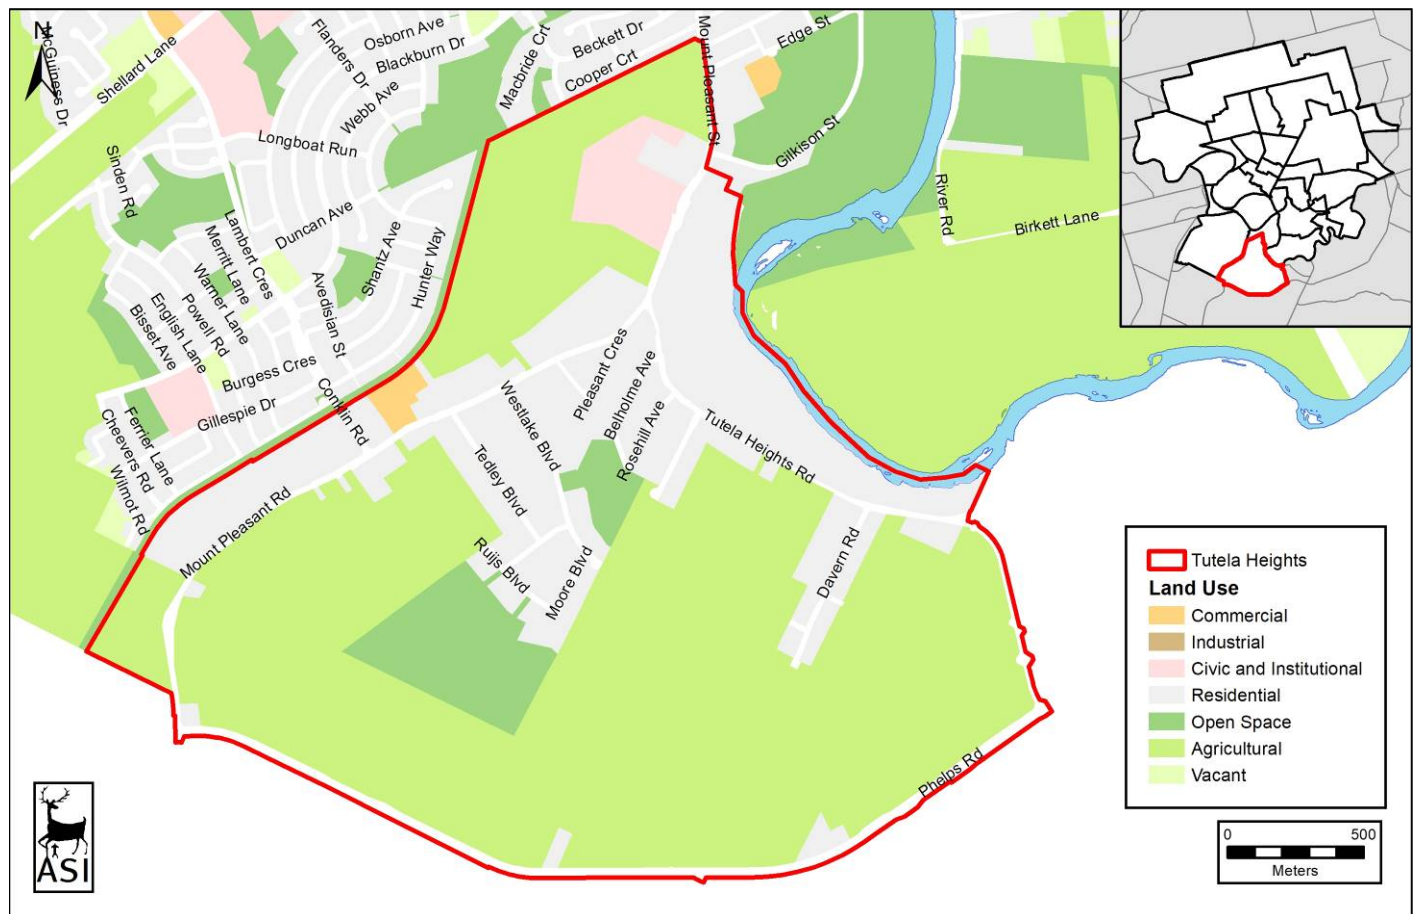 N
McGuiness Dr
Shellard Lane
Flanders Dr
Osborn Ave
Blackburn Dr
Webb Ave
Macbride Crt
Beckett Dr
Cooper Crt
Mount Pleasant St
Edge St
Gilkison St
Longboat Run
Sinden Rd
Duncan Ave
Lambert Cres
Merritt Lane
Warner Lane
Powell Rd
English Lane
Bisset Ave
Avedisian St
Shantz Ave
Hunter Way
River Rd
Birkett Lane
Burgess Cres
Gillespie Dr
Conklin Rd
Ferrier Lane
Cheevers Rd
Wilmot Rd
Mount Pleasant Rd
Pleasant Cres
Belholme Ave
Rosehill Ave
Westlake Blvd
Tedley Blvd
Tutela Heights Rd
Ruijs Blvd
Moore Blvd
Davern Rd
Phelps Rd
Tutela Heights
Land Use
Commercial
Industrial
Civic and Institutional
Residential
Open Space
Agricultural
Vacant
0 500
Meters
ASI